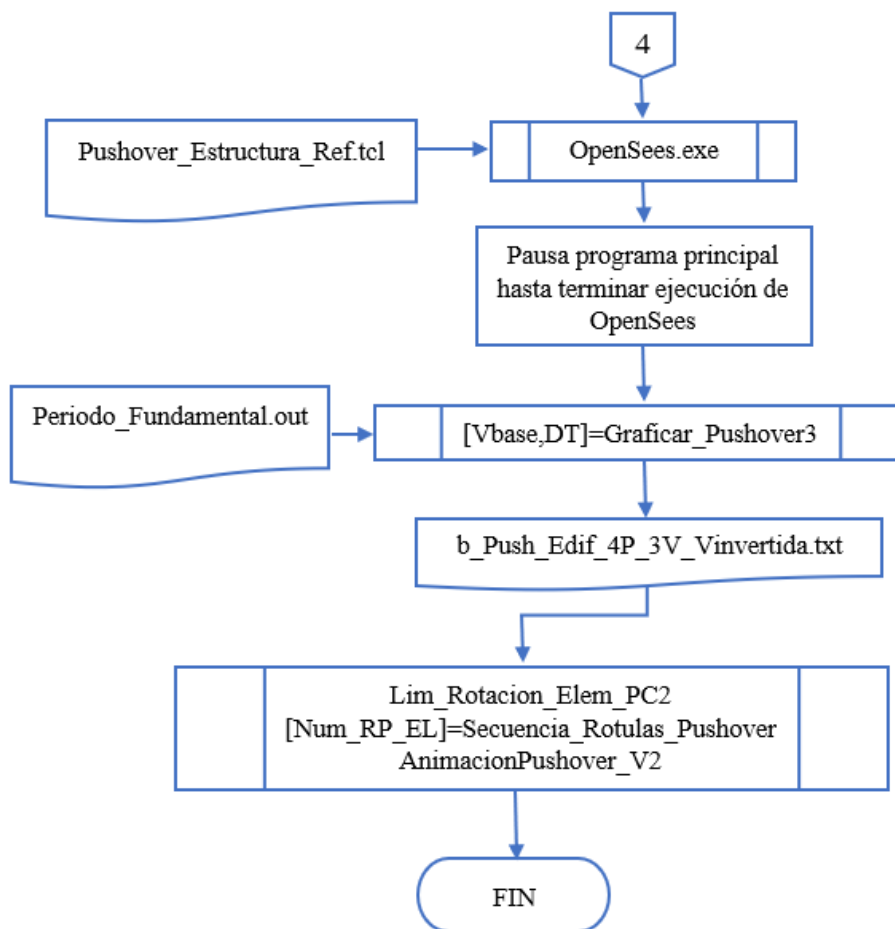 4
Pushover_Estructura_Ref.tcl
OpenSees.exe
Pausa programa principal
hasta terminar ejecución de
OpenSees
Periodo_Fundamental.out
[Vbase,DT]=Graficar_Pushover3
b_Push_Edif_4P_3V_Vinvertida.txt
Lim_Rotacion_Elem_PC2
[Num_RP_EL]=Secuencia_Rotulas_Pushover
AnimacionPushover_V2
FIN